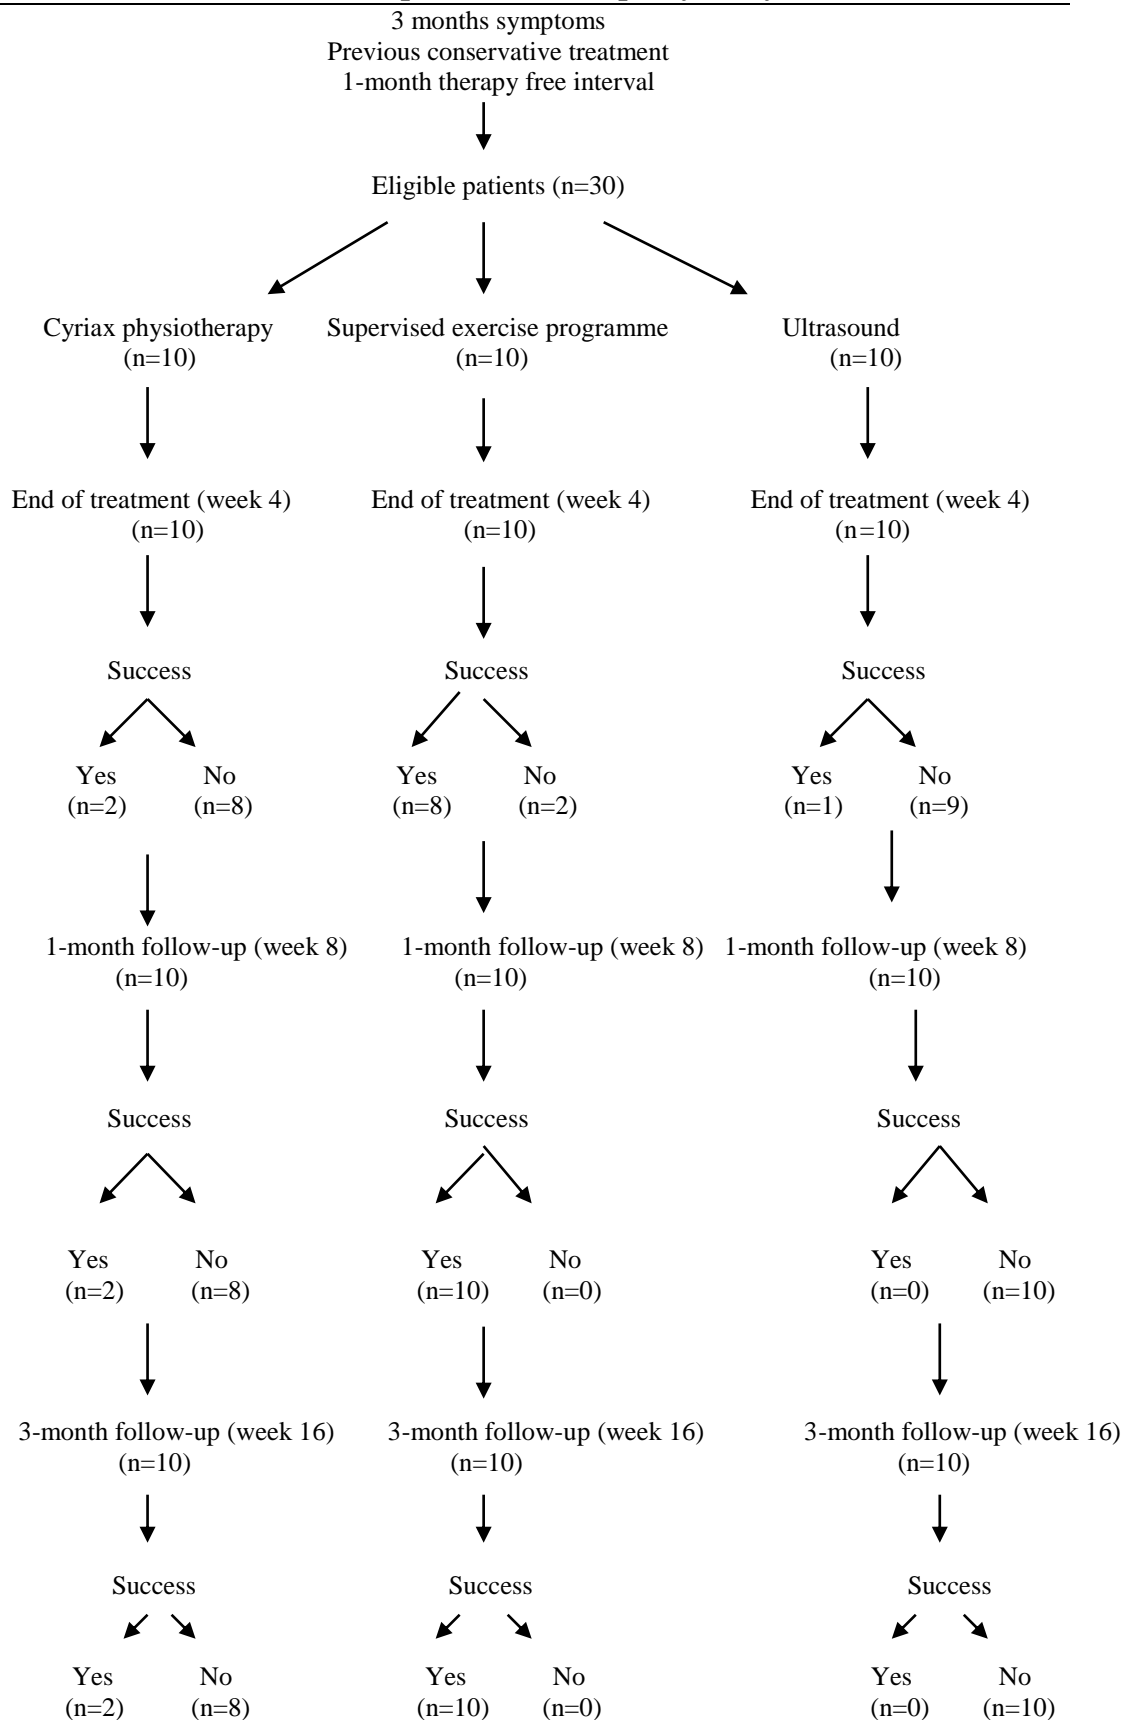 3 months symptoms
Previous conservative treatment
1-month therapy free interval
Eligible patients (n=30)
Cyriax physiotherapy Supervised exercise programme Ultrasound
(n=10) (n=10) (n=10)
End of treatment (week 4) End of treatment (week 4) End of treatment (week 4)
(n=10) (n=10) (n=10)
Success Success Success
Yes No Yes No Yes No
(n=2) (n=8) (n=8) (n=2) (n=1) (n=9)
1-month follow-up (week 8) 1-month follow-up (week 8) 1-month follow-up (week 8)
(n=10) (n=10) (n=10)
Success Success Success
Yes No Yes No Yes No
(n=2) (n=8) (n=10) (n=0) (n=0) (n=10)
3-month follow-up (week 16) 3-month follow-up (week 16) 3-month follow-up (week 16)
(n=10) (n=10) (n=10)
Success Success Success
Yes No Yes No Yes No
(n=2) (n=8) (n=10) (n=0) (n=0) (n=10)